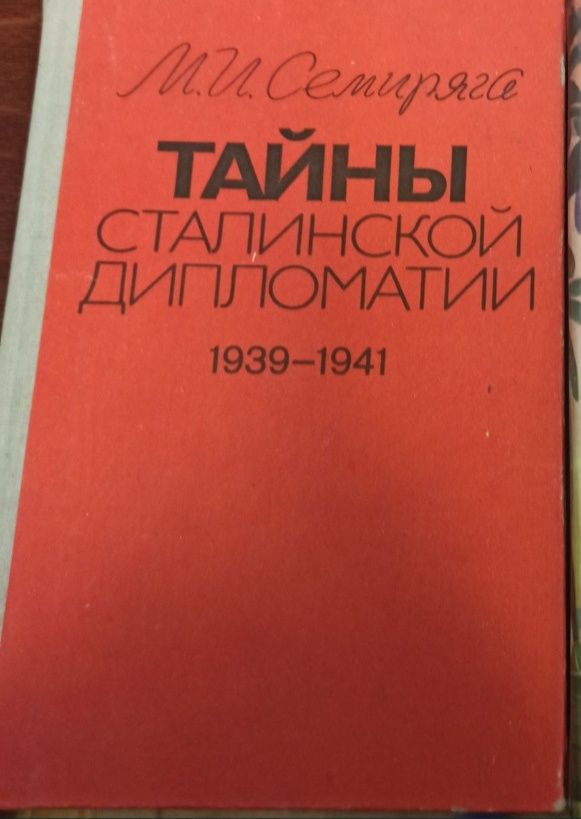 М.И. Семиряга
ТАЙНЫ
СТАЛИНСКОЙ
ДИПЛОМАТИИ
1939–1941